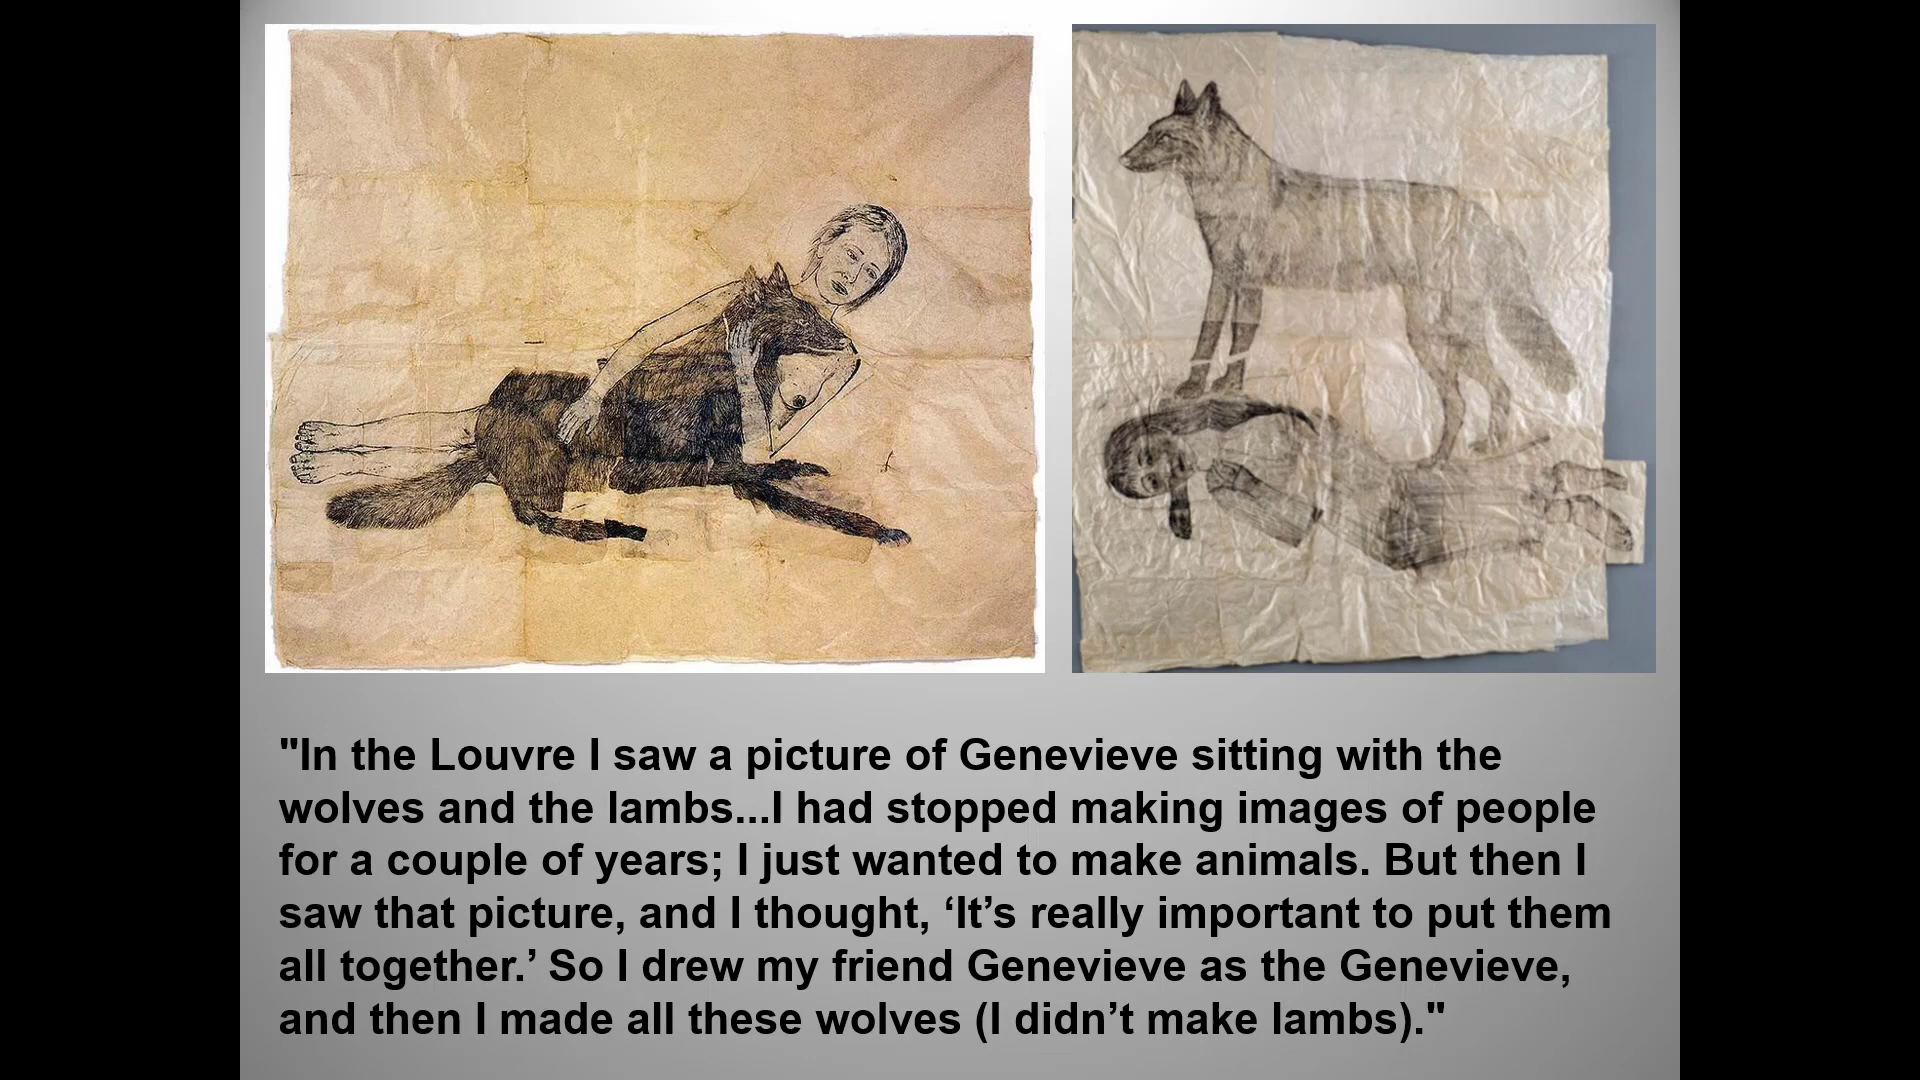 "In the Louvre I saw a picture of Genevieve sitting with the
wolves and the lambs...I had stopped making images of people
for a couple of years; I just wanted to make animals. But then I
saw that picture, and I thought, ‘It’s really important to put them
all together.’ So I drew my friend Genevieve as the Genevieve,
and then I made all these wolves (I didn’t make lambs)."